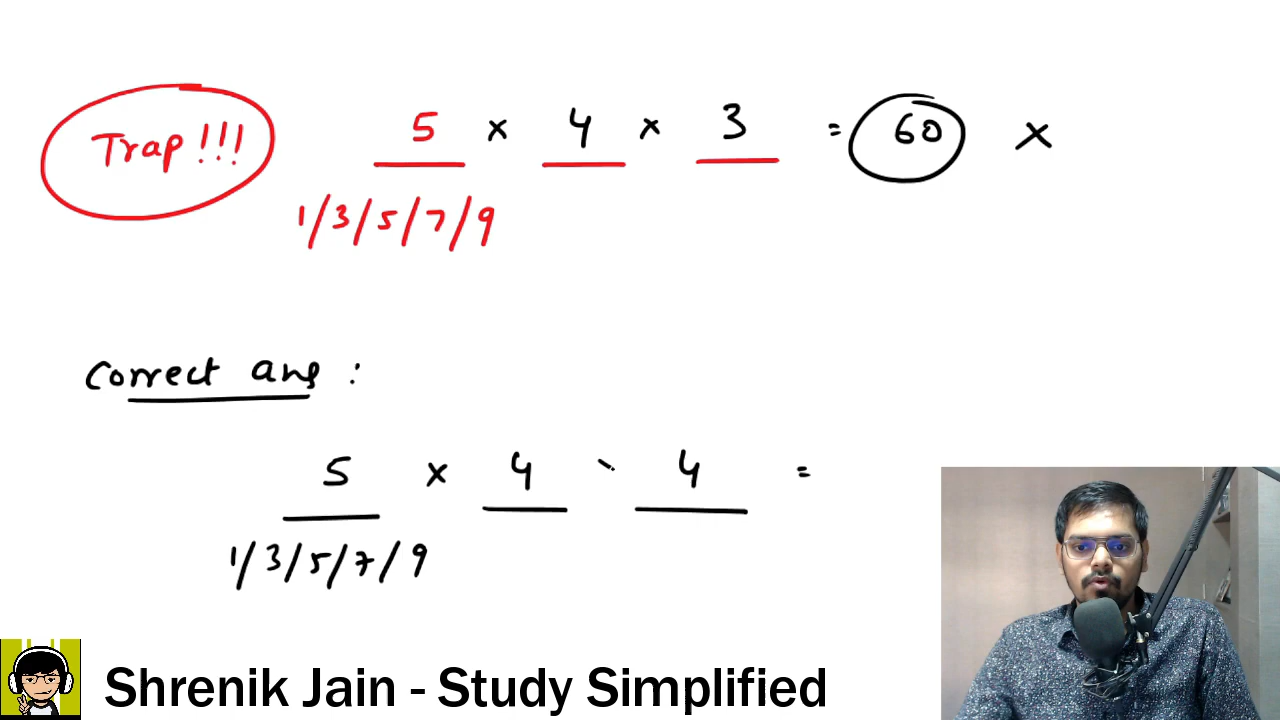 Trap!!! 5 x 4 x 3 = 60 x
1/3/5/7/9
Correct ans :
5 x 4 ` 4 =
1/3/5/7/9
Shrenik Jain - Study Simplified